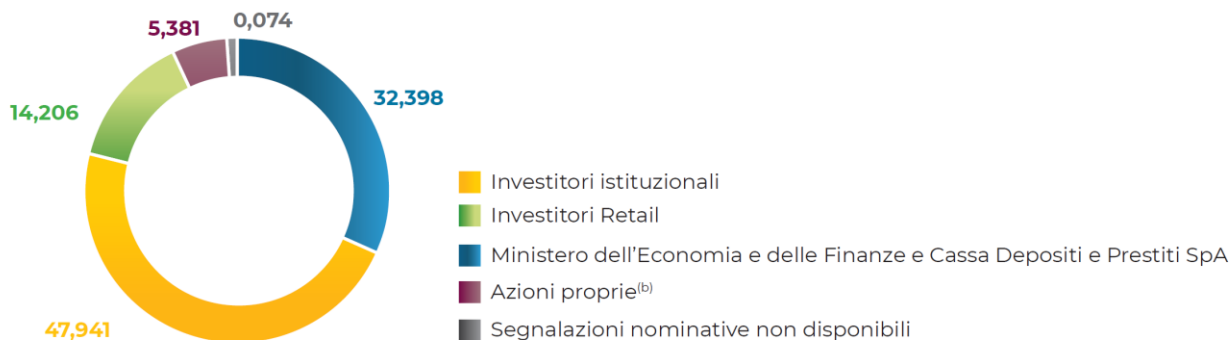 0,074
5,381
32,398
14,206
47,941
Investitori istituzionali
Investitori Retail
Ministero dell'Economia e delle Finanze e Cassa Depositi e Prestiti SpA
Azioni proprie(b)
Segnalazioni nominative non disponibili